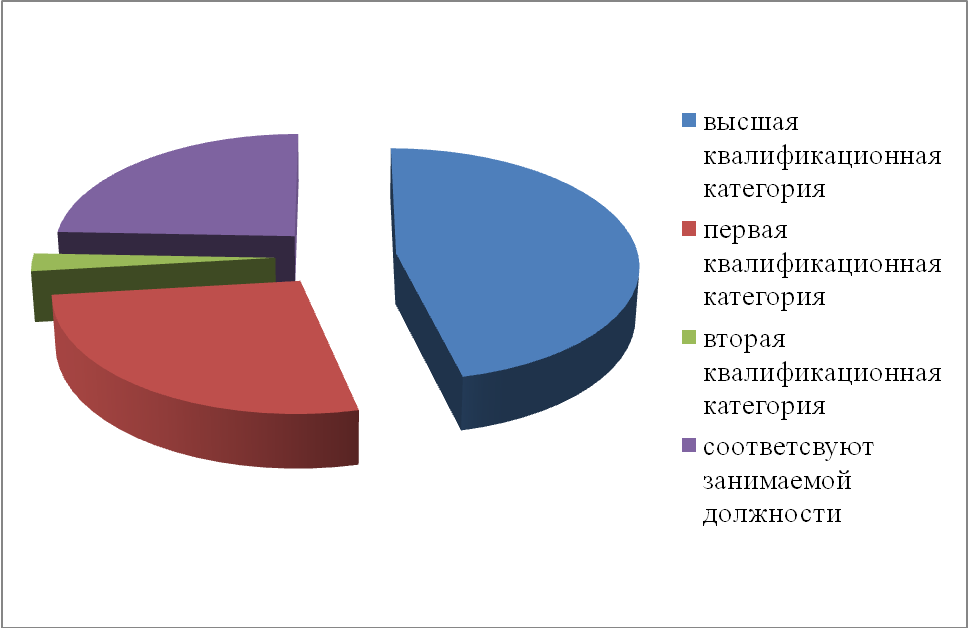 высшая
квалификационная
категория
первая
квалификационная
категория
вторая
квалификационная
категория
соответсвуют
занимаемой
должности